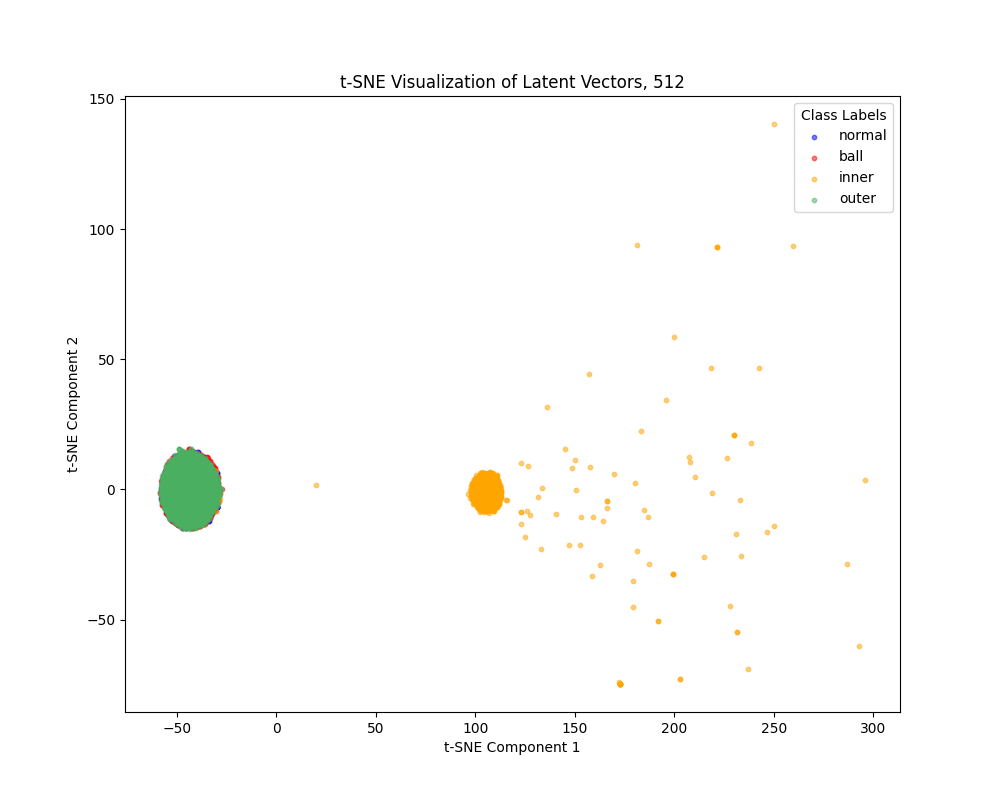 t-SNE Visualization of Latent Vectors, 512
Class Labels
normal
ball
inner
outer
150
100
50
0
−50
t-SNE Component 2
−50
0
50
100
150
200
250
300
t-SNE Component 1